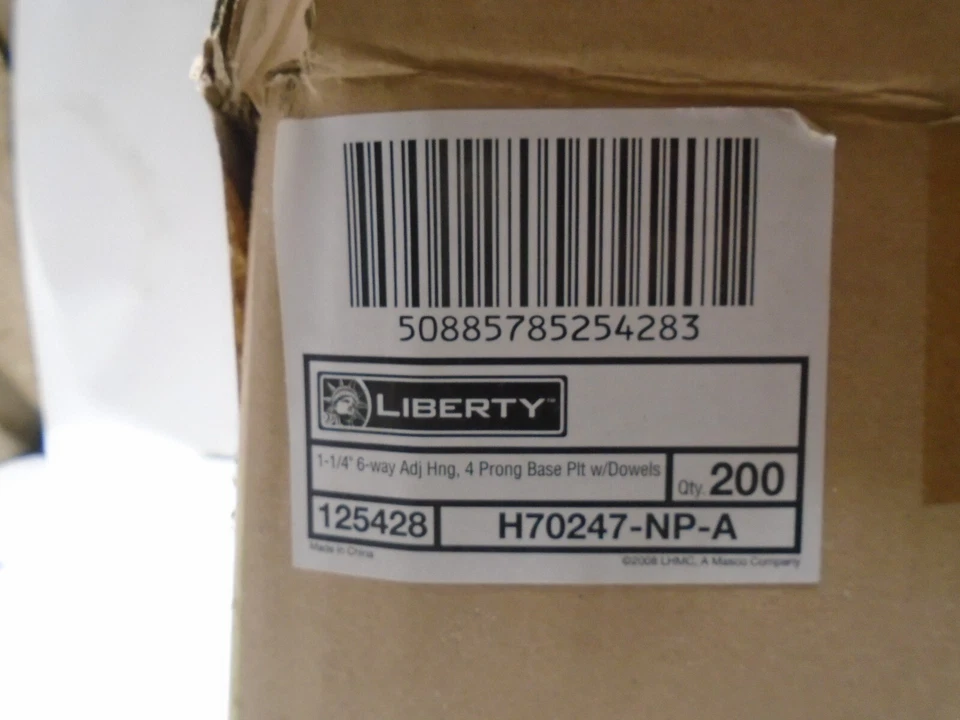 50885785254283
LIBERTY™
1-1/4" 6-way Adj Hng, 4 Prong Base Plt w/Dowels
Qty. 200
125428
H70247-NP-A
Made in China
©2008 LHMC, A Masco Company